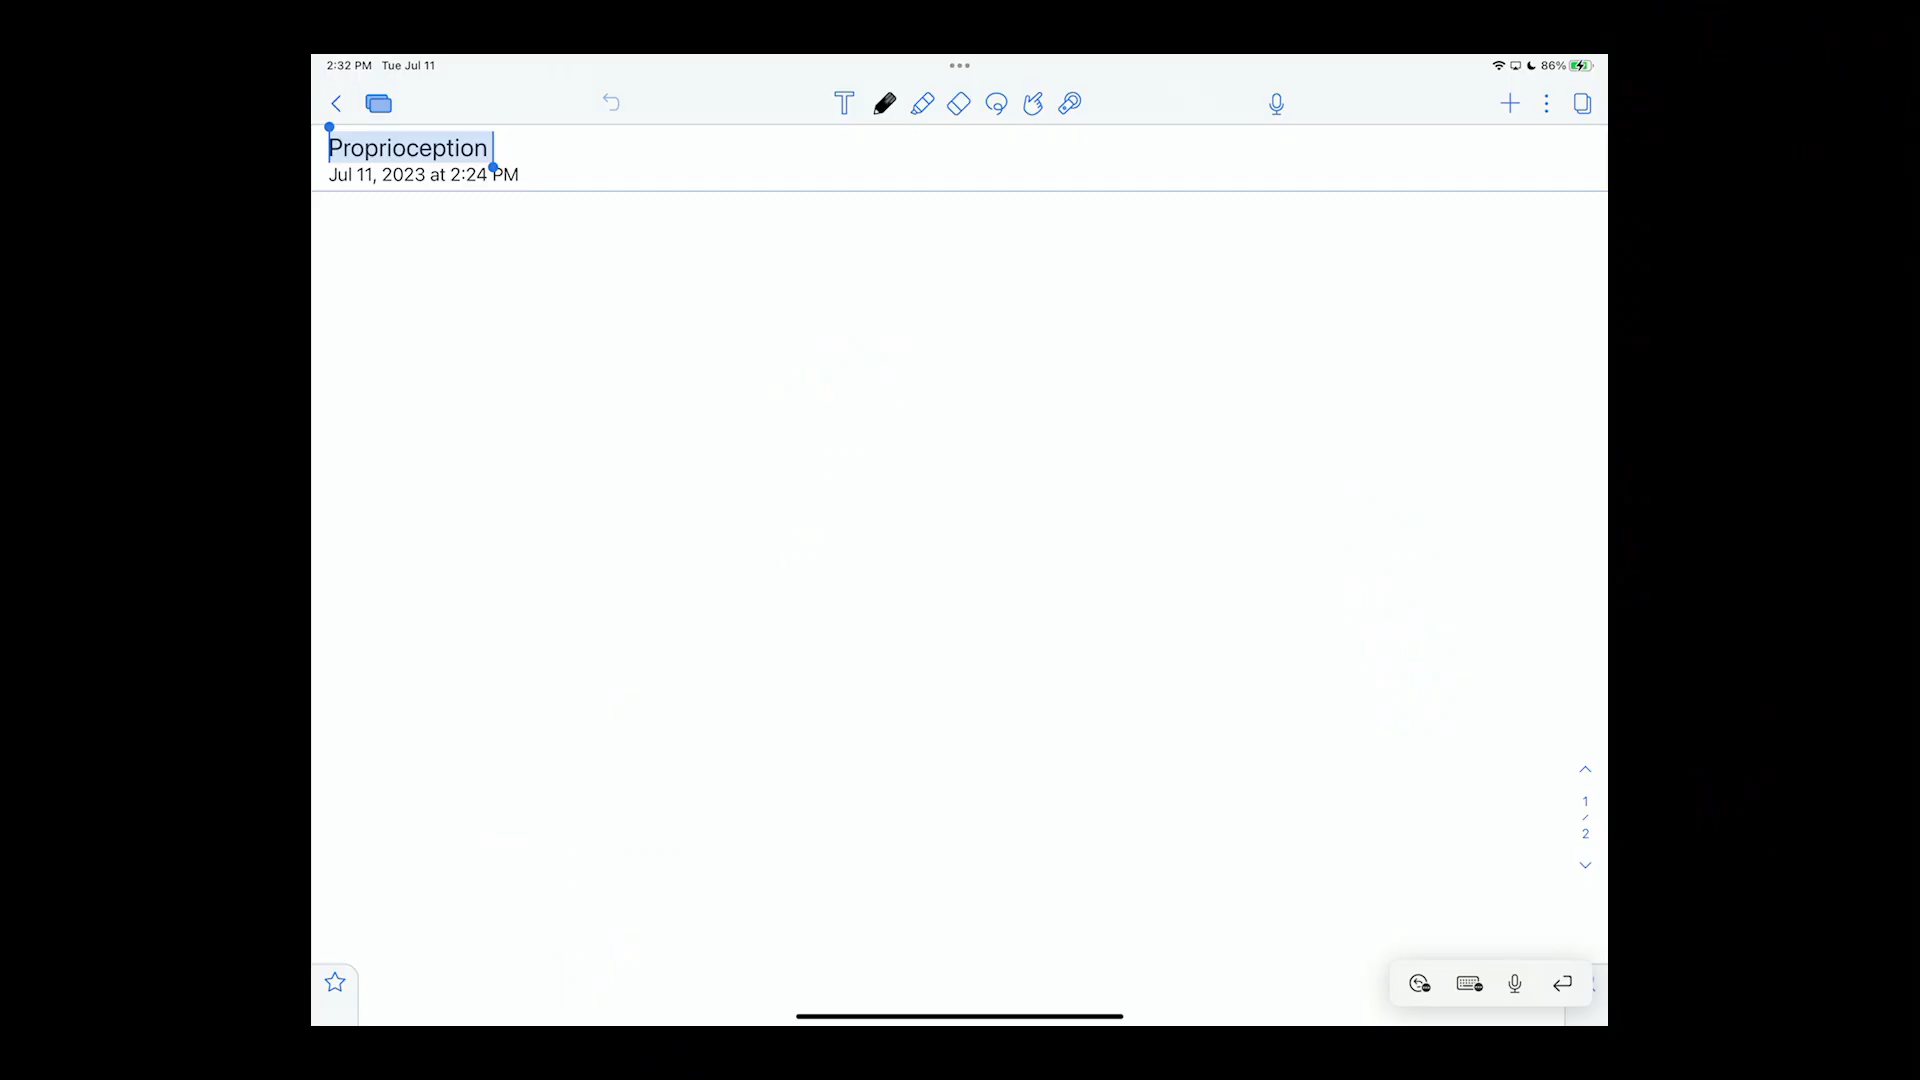 2:32 PM Tue Jul 11
86%
Proprioception
Jul 11, 2023 at 2:24 PM
1
2